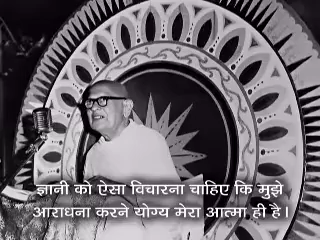 ज्ञानी को ऐसा विचारना चाहिए कि मुझे
आराधना करने योग्य मेरा आत्मा ही है ।